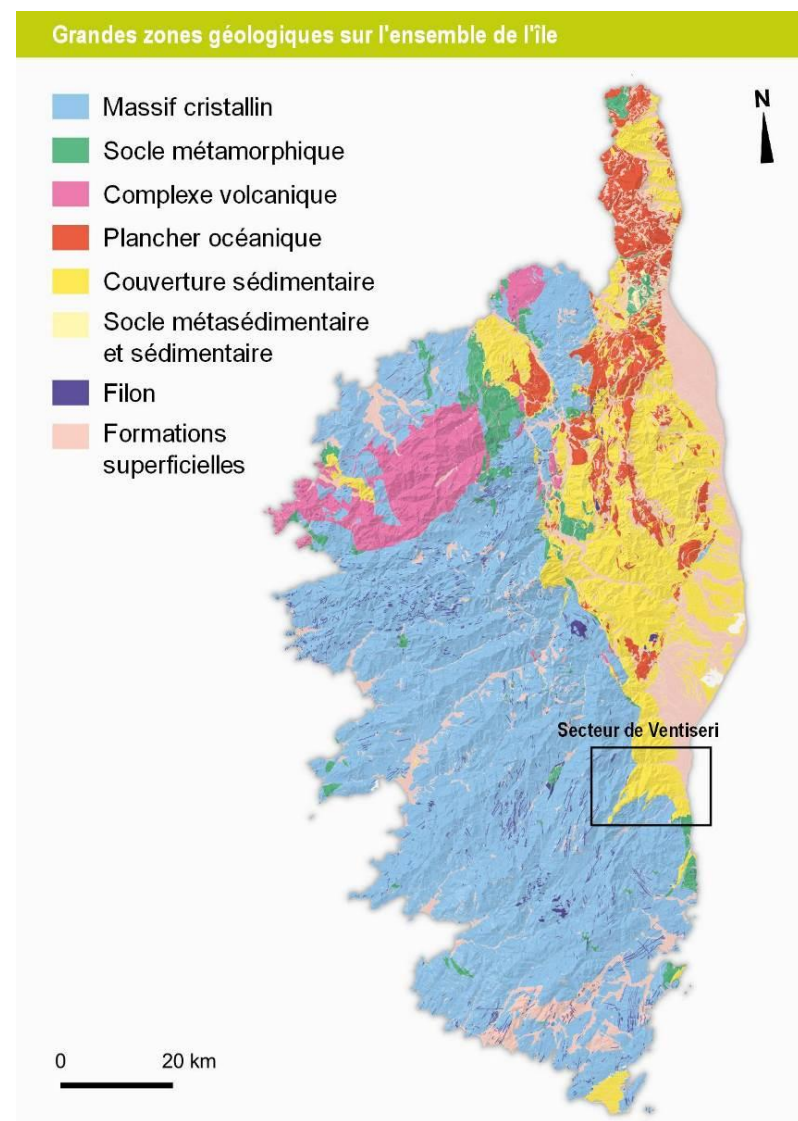 Grandes zones géologiques sur l'ensemble de l'île
Massif cristallin
Socle métamorphique
Complexe volcanique
Plancher océanique
Couverture sédimentaire
Socle métasédimentaire
et sédimentaire
Filon
Formations
superficielles
N
Secteur de Ventiseri
0 20 km